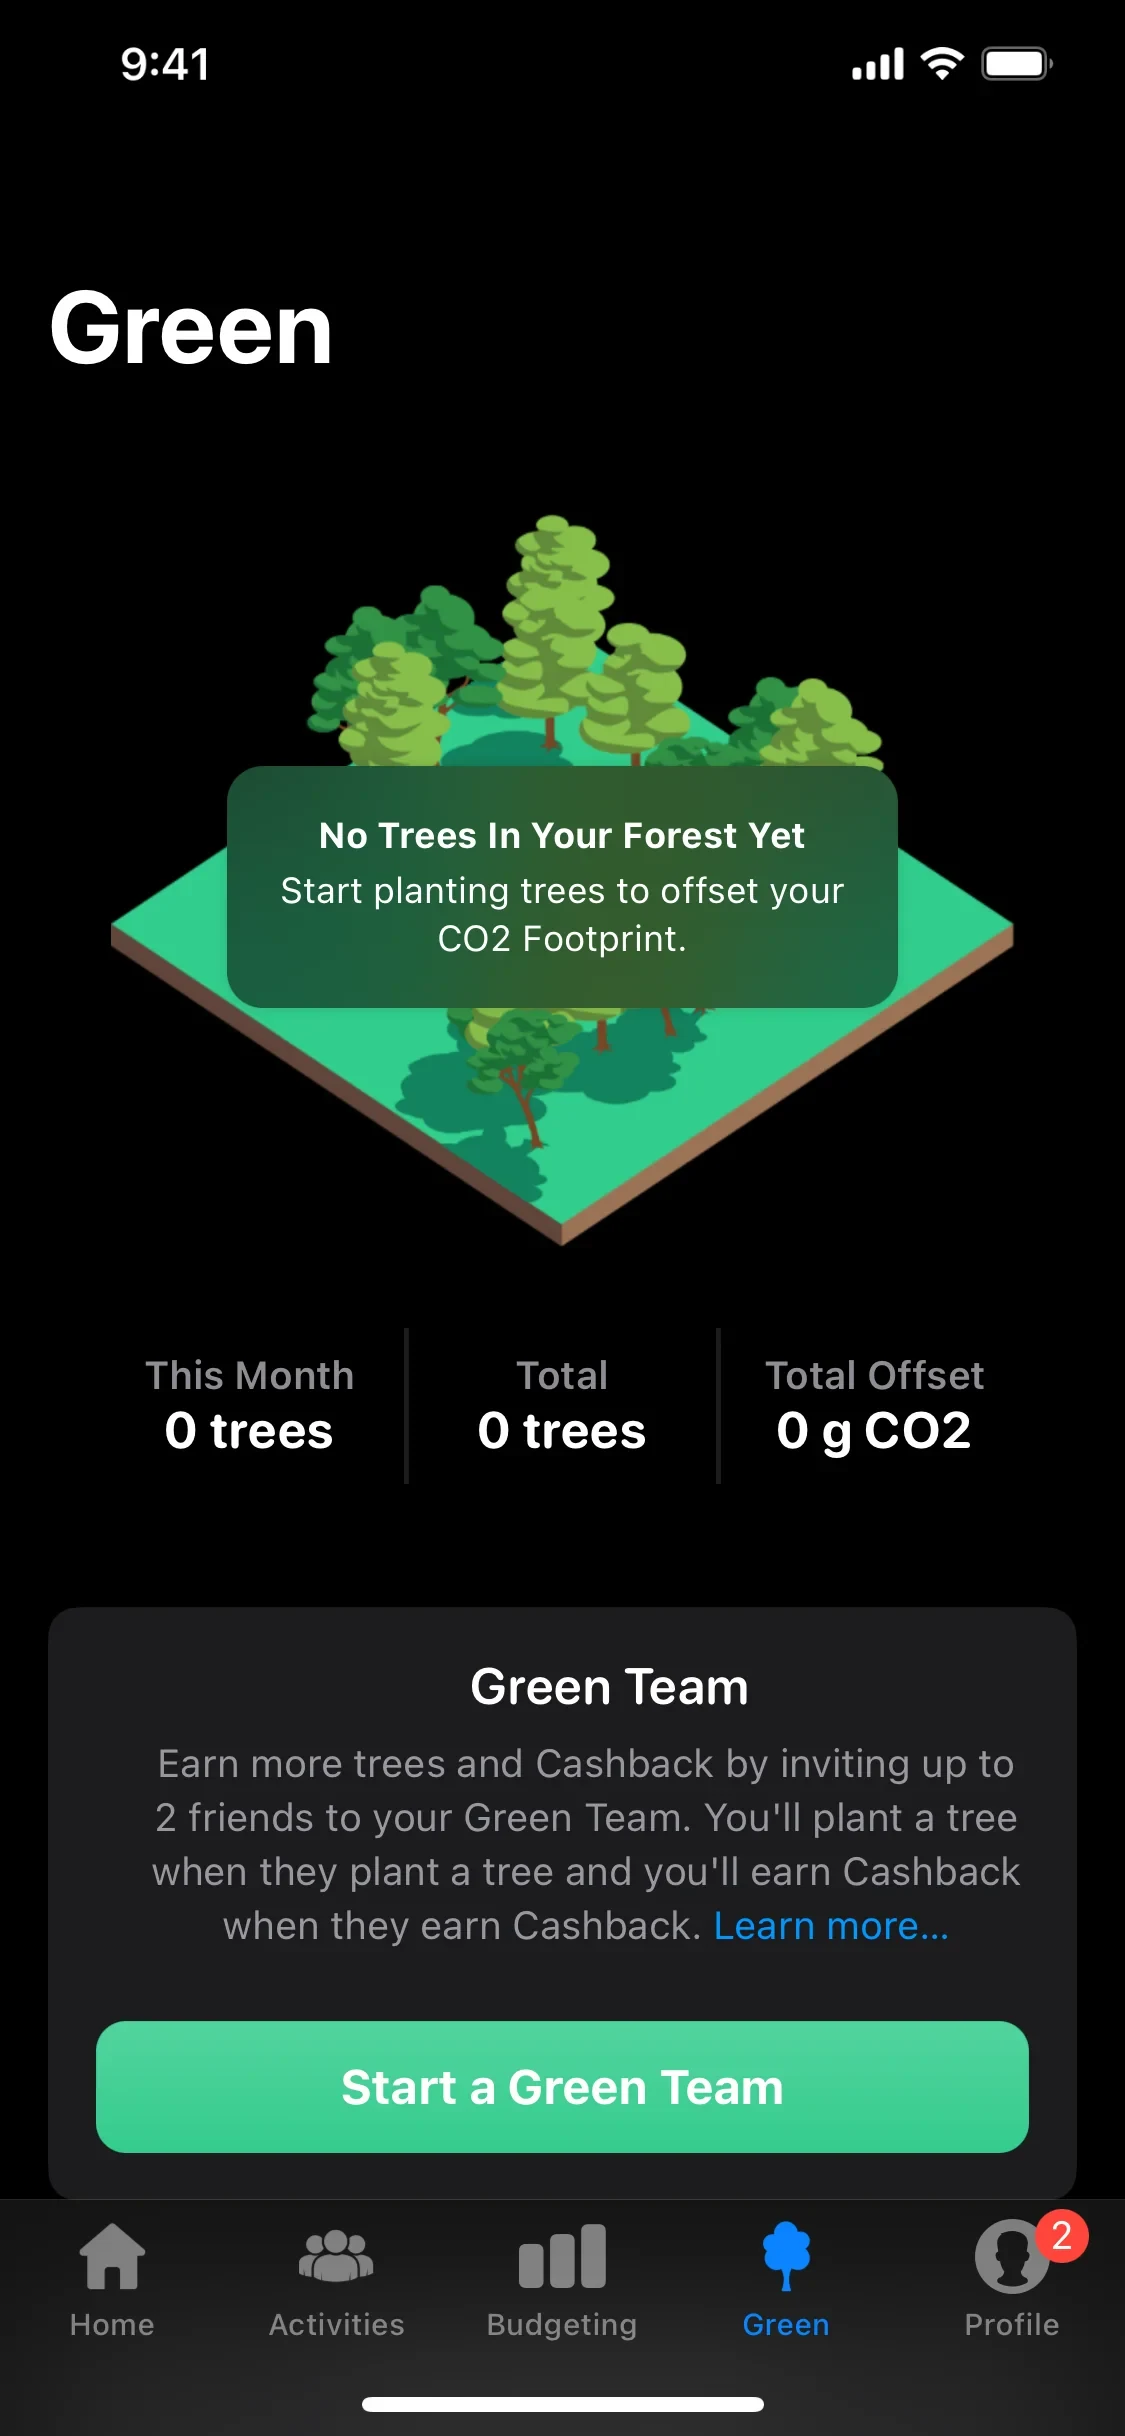 9:41
Green
No Trees In Your Forest Yet
Start planting trees to offset your
CO2 Footprint.
This Month
0 trees
Total
0 trees
Total Offset
0 g CO2
Green Team
Earn more trees and Cashback by inviting up to
2 friends to your Green Team. You'll plant a tree
when they plant a tree and you'll earn Cashback
when they earn Cashback. Learn more...
Start a Green Team
Home
Activities
Budgeting
Green
2
Profile